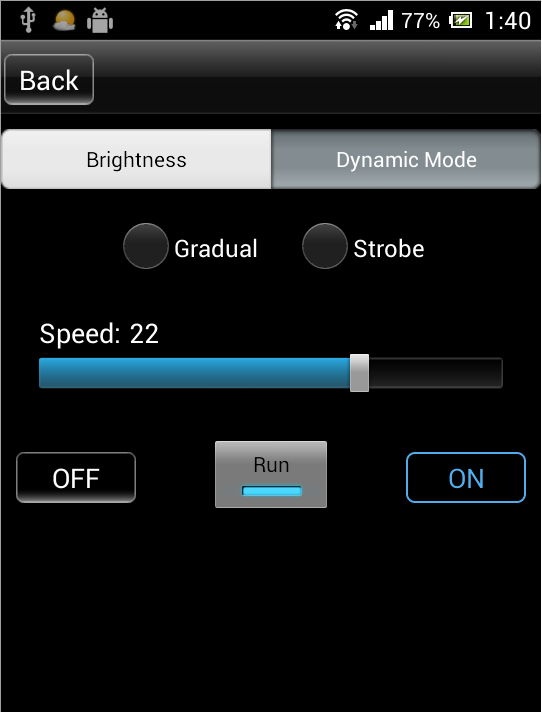 77% 1:40
Back
Brightness Dynamic Mode
Gradual Strobe
Speed: 22
OFF Run ON